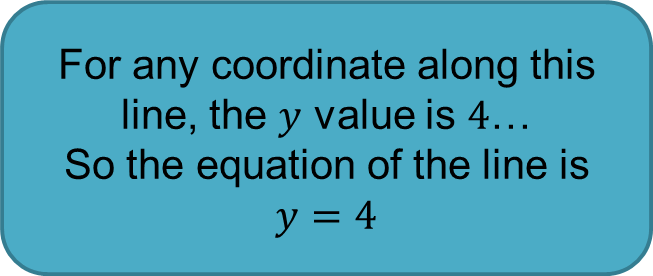 For any coordinate along this
line, the 𝑦 value is 4…
So the equation of the line is
𝑦 = 4